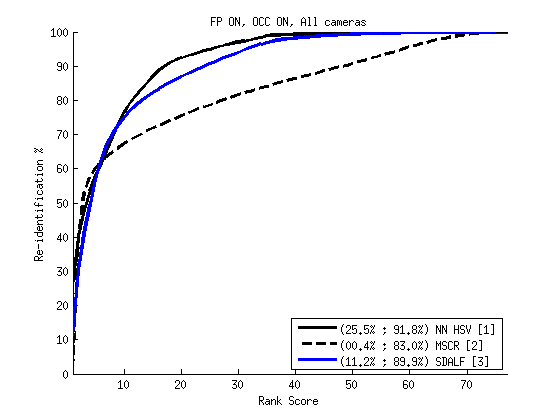 FP ON, OCC ON, All cameras
100
90
80
70
60
50
40
30
20
10
0
Re-identification %
10 20 30 40 50 60 70
Rank Score
(25.5% ; 91.8%) NN HSV [1]
(00.4% ; 83.0%) MSCR [2]
(11.2% ; 89.9%) SDALF [3]